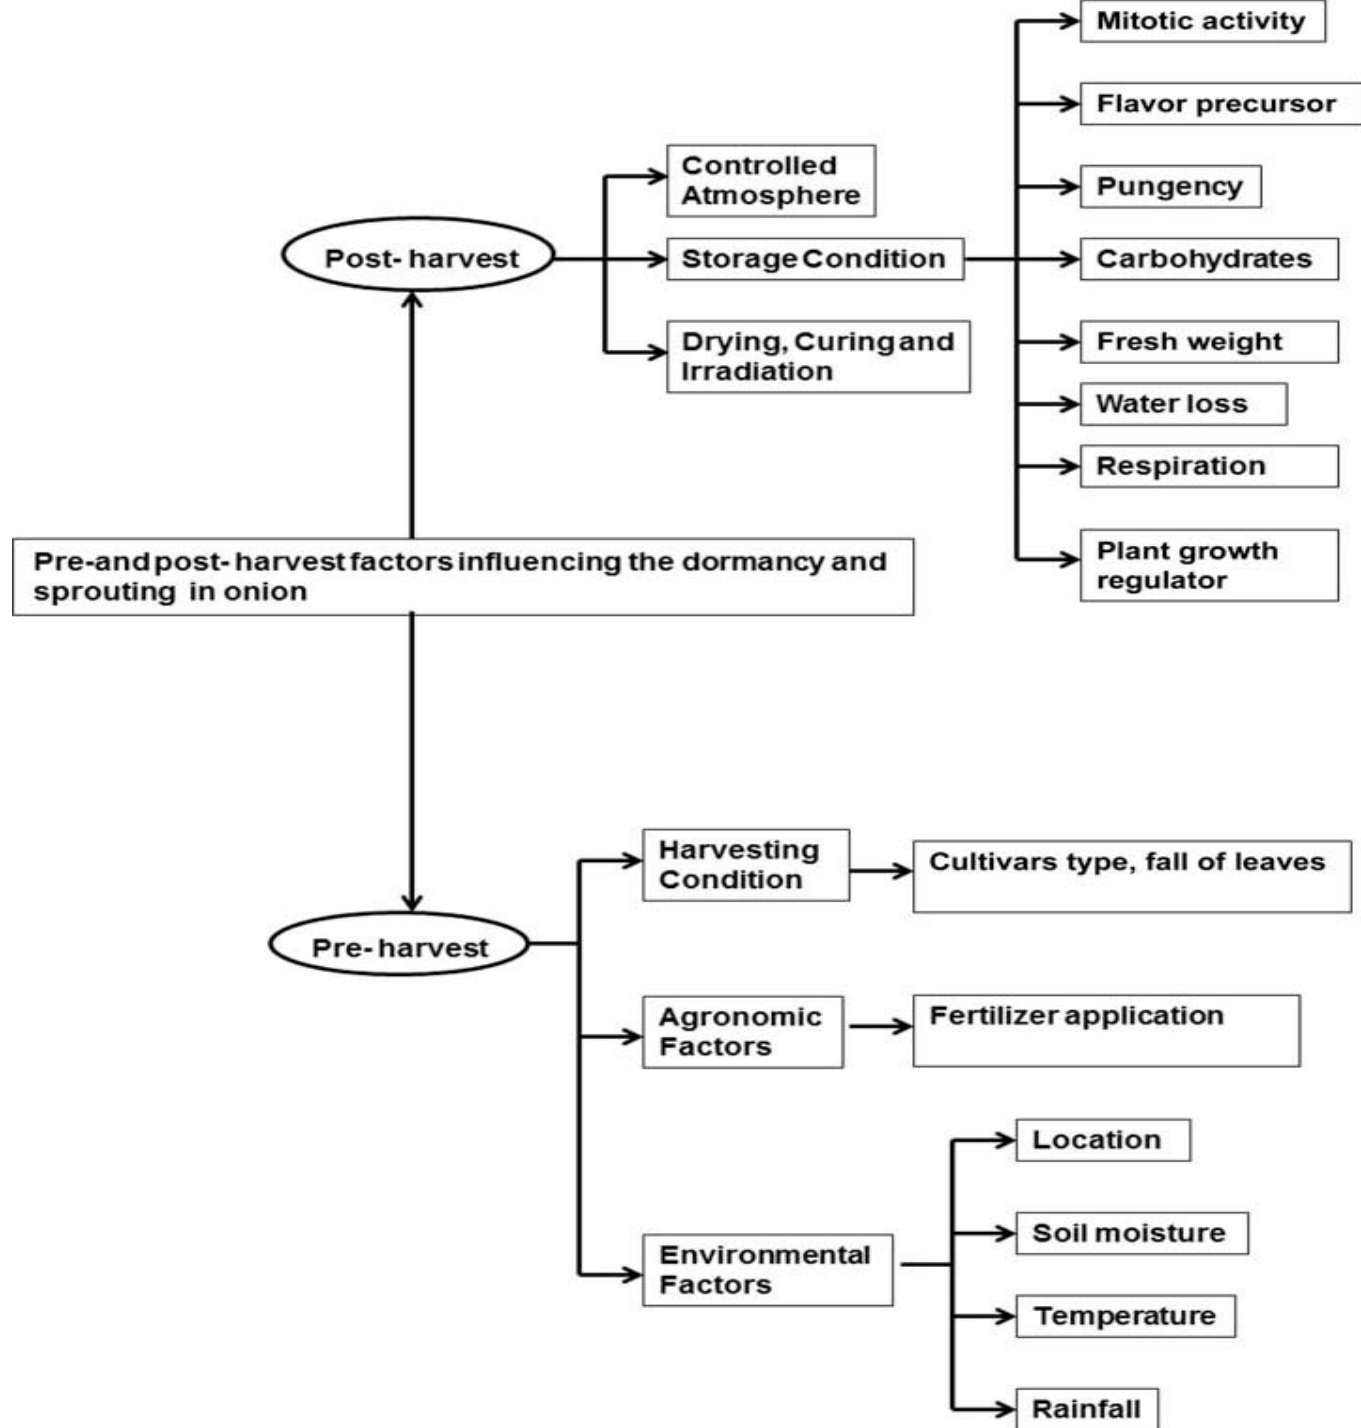 Mitotic activity
Flavor precursor
Controlled
Atmosphere
Pungency
Post- harvest
Storage Condition
Carbohydrates
Drying, Curing and
Irradiation
Fresh weight
Water loss
Respiration
Plant growth
regulator
Pre-and post- harvest factors influencing the dormancy and
sprouting in onion
Harvesting
Condition
Cultivars type, fall of leaves
Pre- harvest
Agronomic
Factors
Fertilizer application
Environmental
Factors
Location
Soil moisture
Temperature
Rainfall